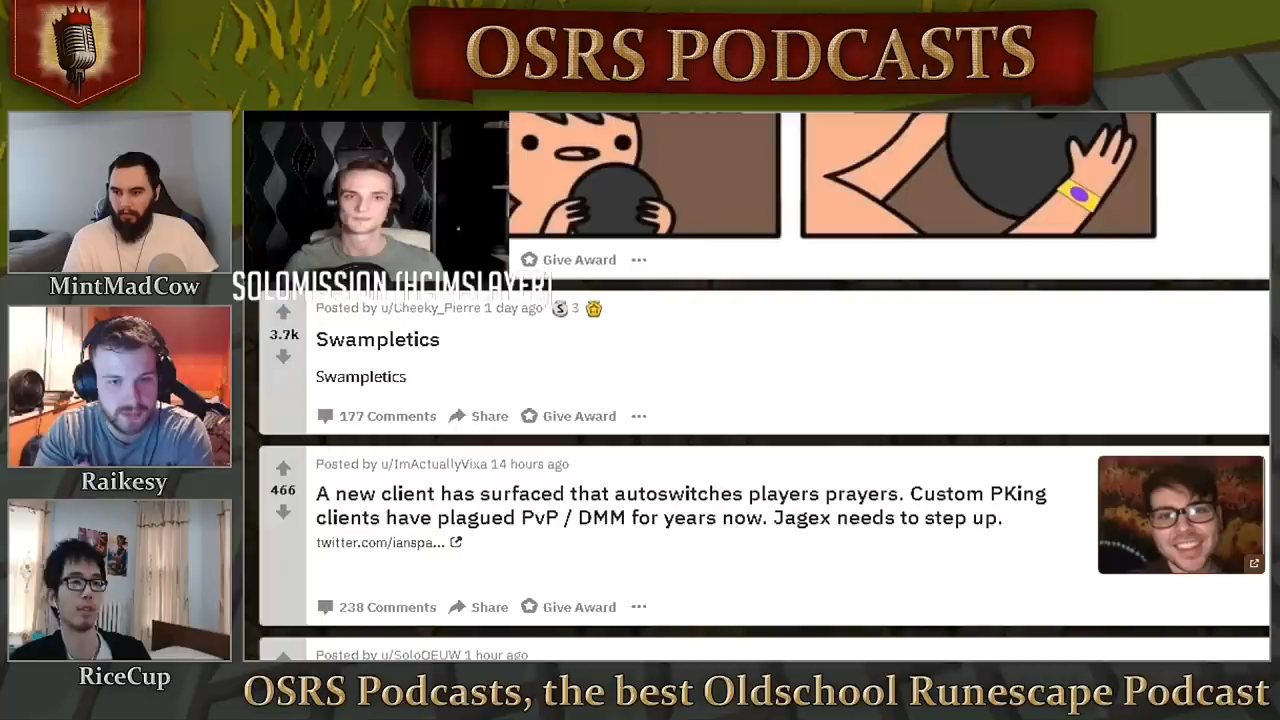 OSRS PODCASTS
MintMadCow
Raikesy
RiceCup
SOLOMISSION (HCIMSLAYER)
Give Award
Posted by u/Cheeky_Pierre 1 day ago
S 3
3.7k
Swampletics
Swampletics
177 Comments Share Give Award
Posted by u/ImActuallyVixa 14 hours ago
466
A new client has surfaced that autoswitches players prayers. Custom PKing
clients have plagued PvP / DMM for years now. Jagex needs to step up.
twitter.com/ianspa...
238 Comments Share Give Award
Posted by u/SoloOEUW 1 hour ago
OSRS Podcasts, the best Oldschool Runescape Podcast